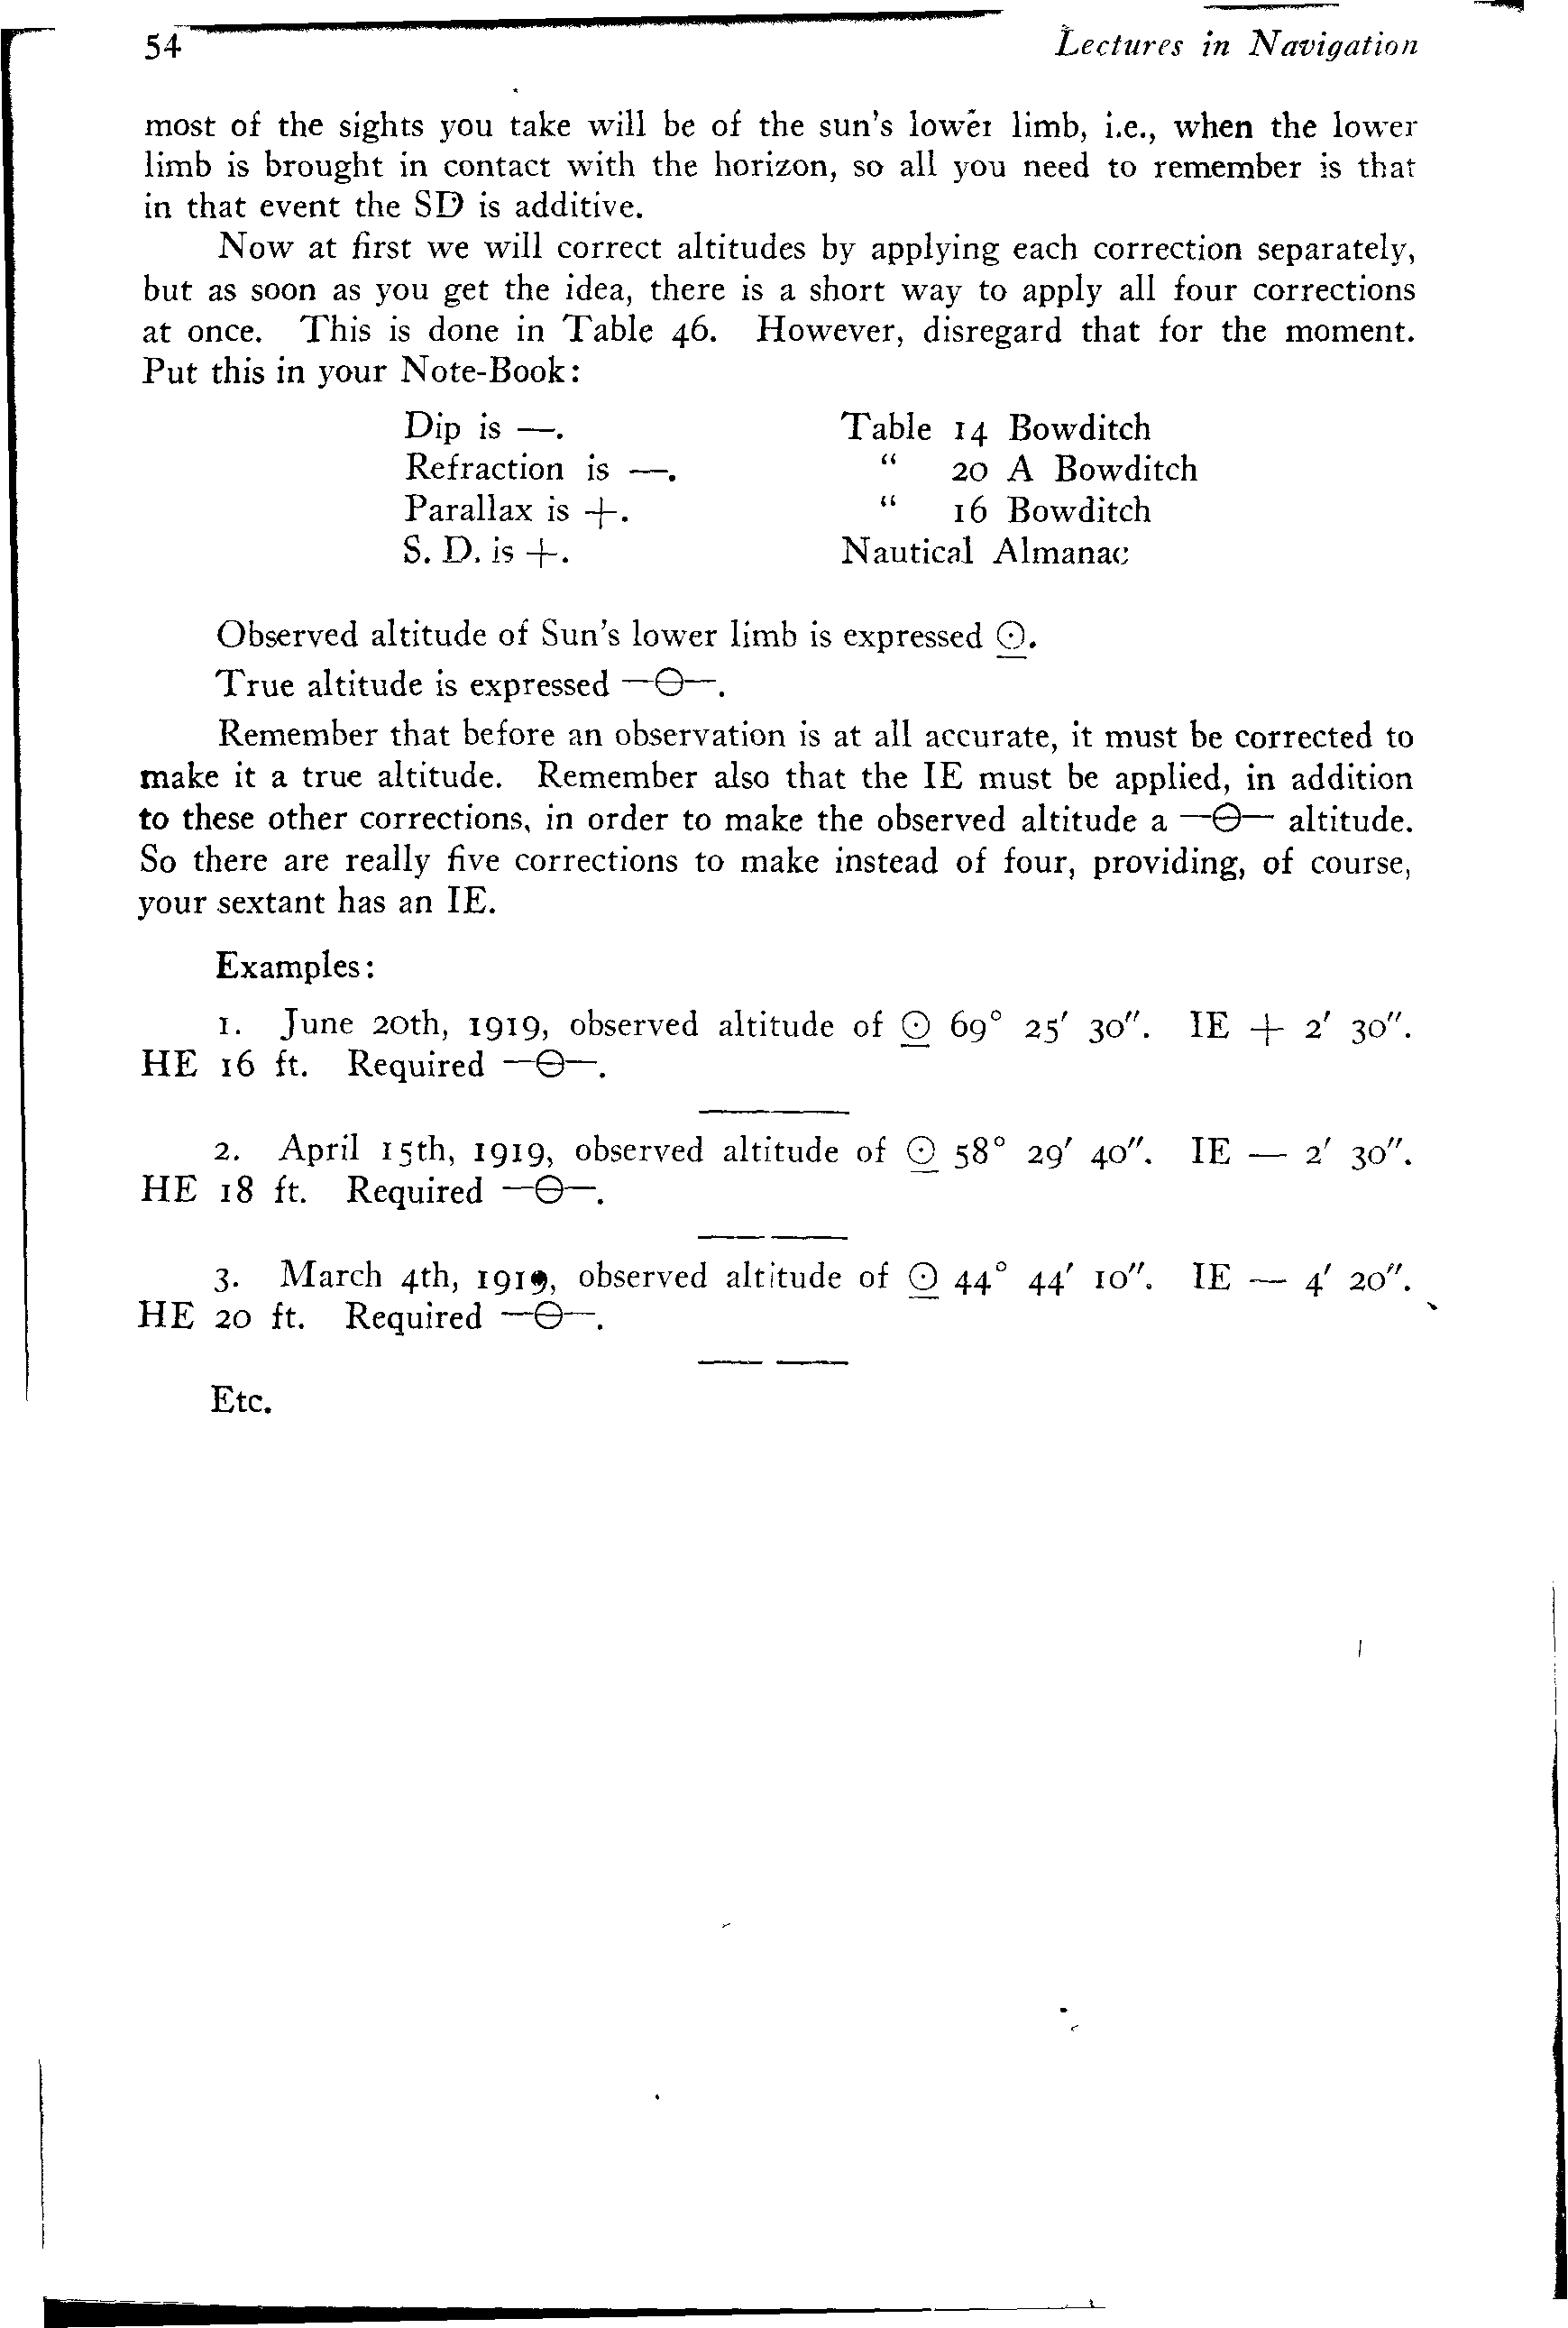 54 Lectures in Navigation
most of the sights you take will be of the sun's lower limb, i.e., when the lower
limb is brought in contact with the horizon, so all you need to remember is that
in that event the SD is additive.
Now at first we will correct altitudes by applying each correction separately,
but as soon as you get the idea, there is a short way to apply all four corrections
at once. This is done in Table 46. However, disregard that for the moment.
Put this in your Note-Book:
Dip is —. Table 14 Bowditch
Refraction is —. “ 20 A Bowditch
Parallax is +. “ 16 Bowditch
S. D. is +. Nautical Almanac
Observed altitude of Sun's lower limb is expressed ☉̲.
True altitude is expressed —⊖—.
Remember that before an observation is at all accurate, it must be corrected to
make it a true altitude. Remember also that the IE must be applied, in addition
to these other corrections, in order to make the observed altitude a —⊖— altitude.
So there are really five corrections to make instead of four, providing, of course,
your sextant has an IE.
Examples:
1. June 20th, 1919, observed altitude of ☉̲ 69° 25′ 30″. IE + 2′ 30″.
HE 16 ft. Required —⊖—.
2. April 15th, 1919, observed altitude of ☉̲ 58° 29′ 40″. IE — 2′ 30″.
HE 18 ft. Required —⊖—.
3. March 4th, 1919, observed altitude of ☉̲ 44° 44′ 10″. IE — 4′ 20″.
HE 20 ft. Required —⊖—.
Etc.